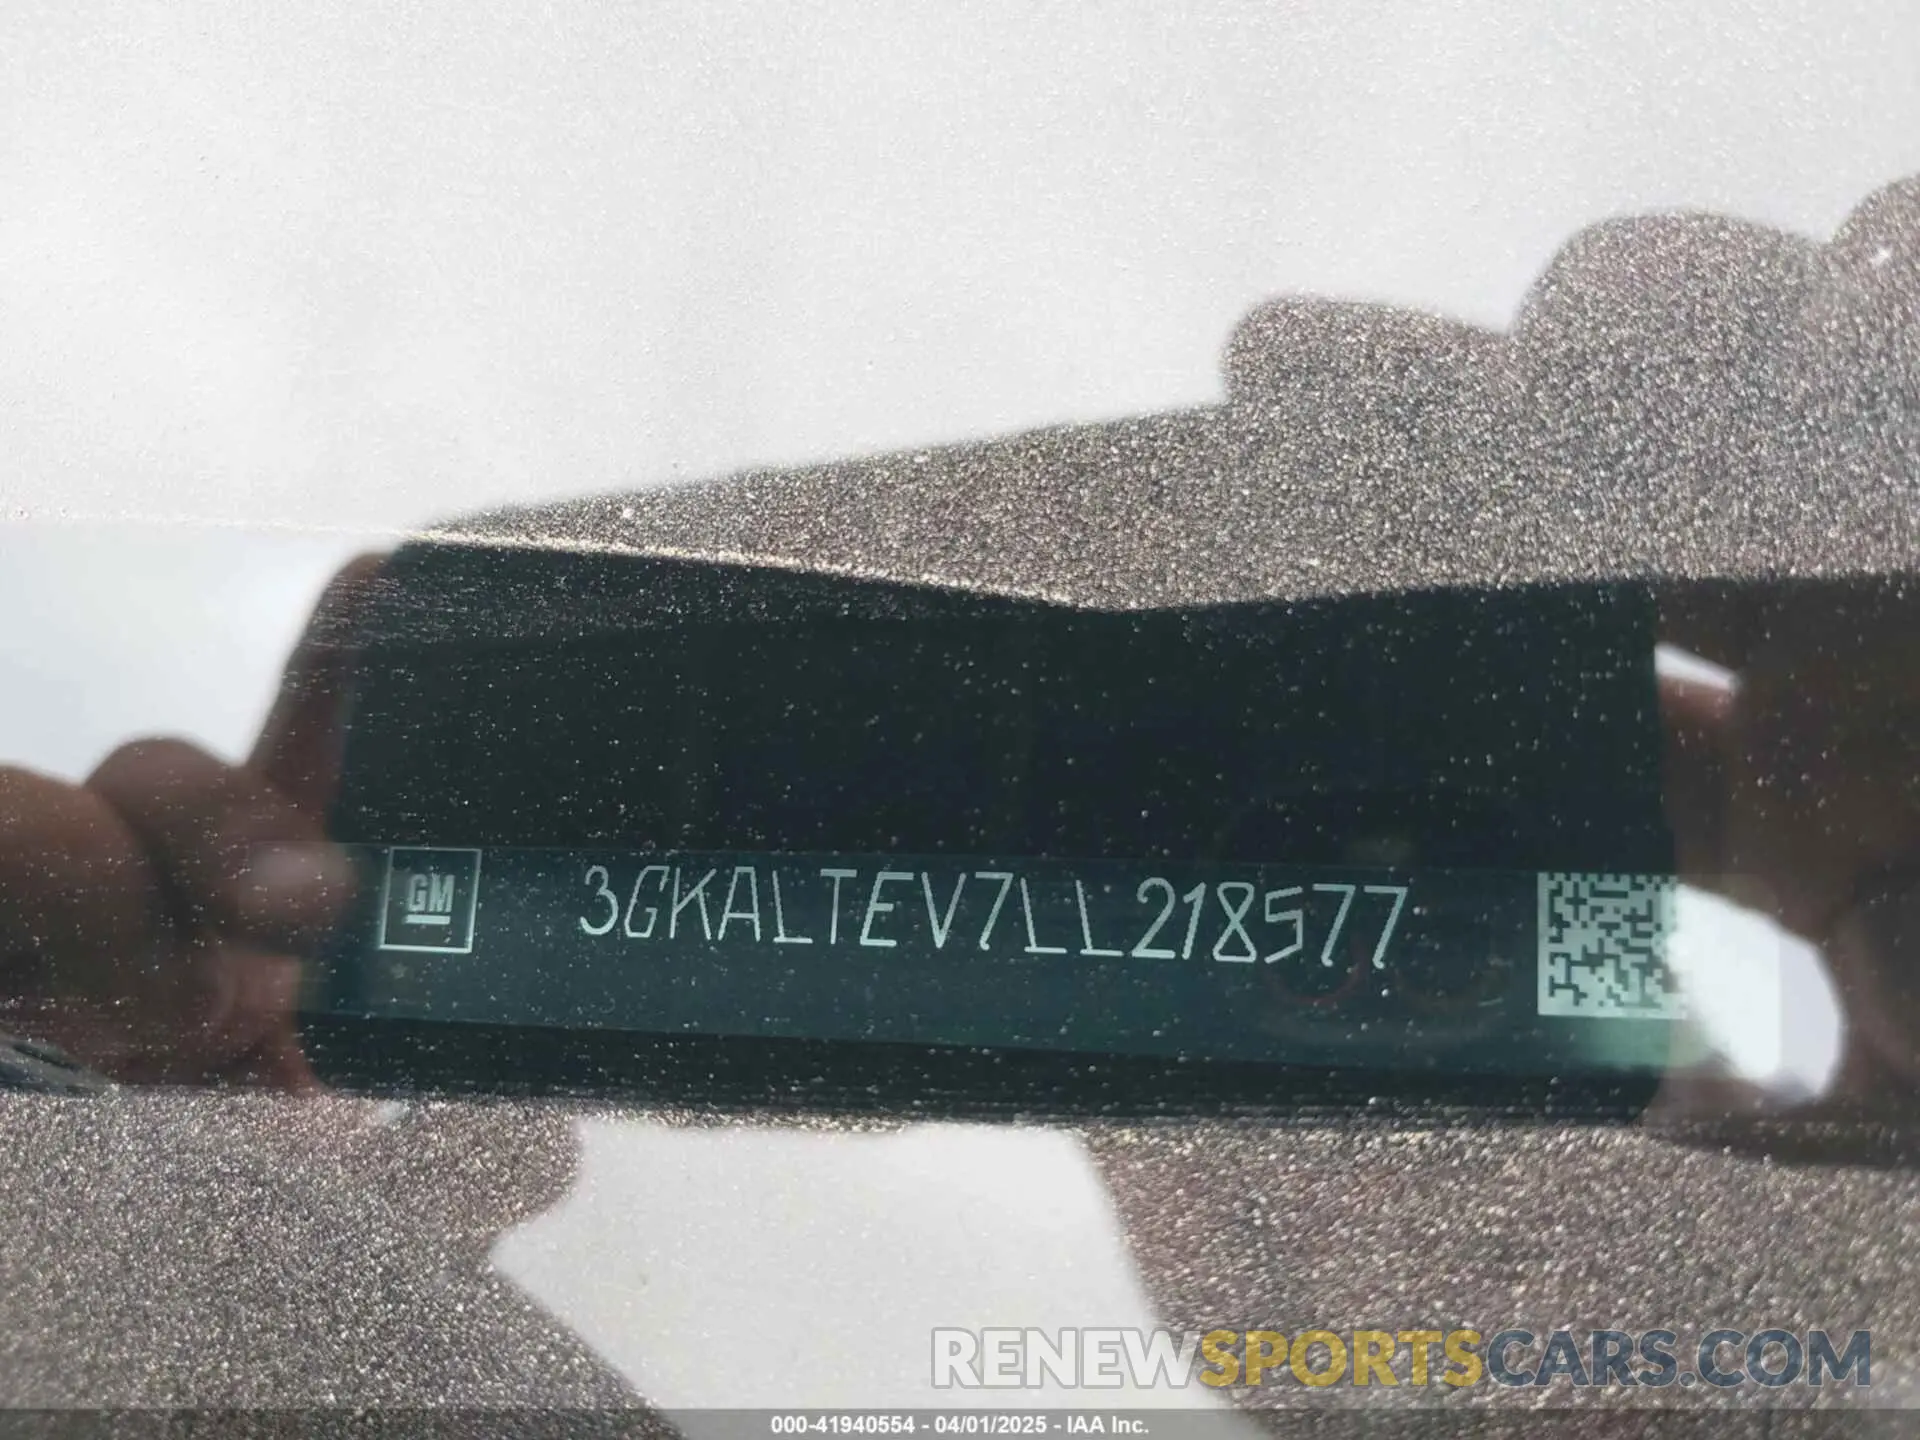 GM
3GKALTEV7LL218577
RENEWSPORTSCARS.COM
000-41940554 - 04/01/2025 - IAA Inc.